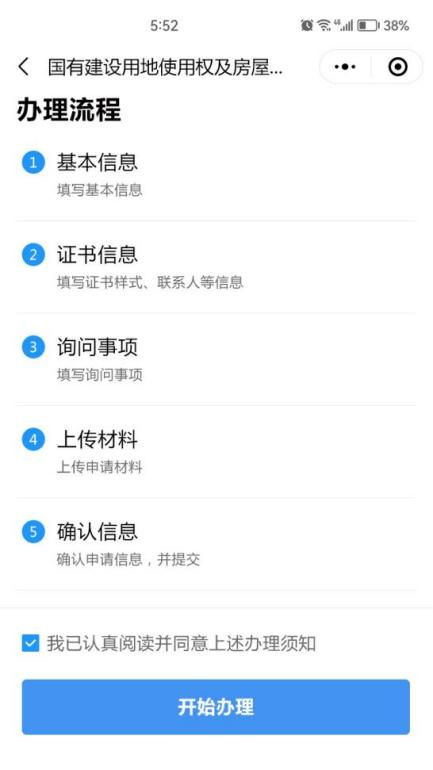 5:52
38%
国有建设用地使用权及房屋...
办理流程
1 基本信息
填写基本信息
2 证书信息
填写证书样式、联系人等信息
3 询问事项
填写询问事项
4 上传材料
上传申请材料
5 确认信息
确认申请信息，并提交
我已认真阅读并同意上述办理须知
开始办理